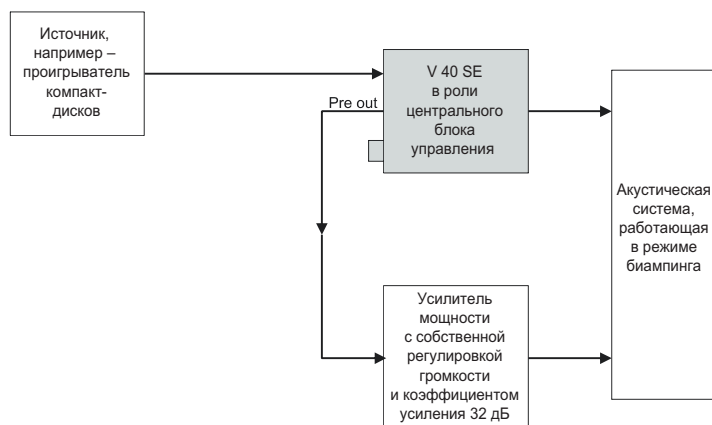 Источник,
например –
проигрыватель
компакт-
дисков
V 40 SE
в роли
центрального
блока
управления
Pre out
Акустическая
система,
работающая
в режиме
биампинга
Усилитель
мощности
с собственной
регулировкой
громкости
и коэффициентом
усиления 32 дБ